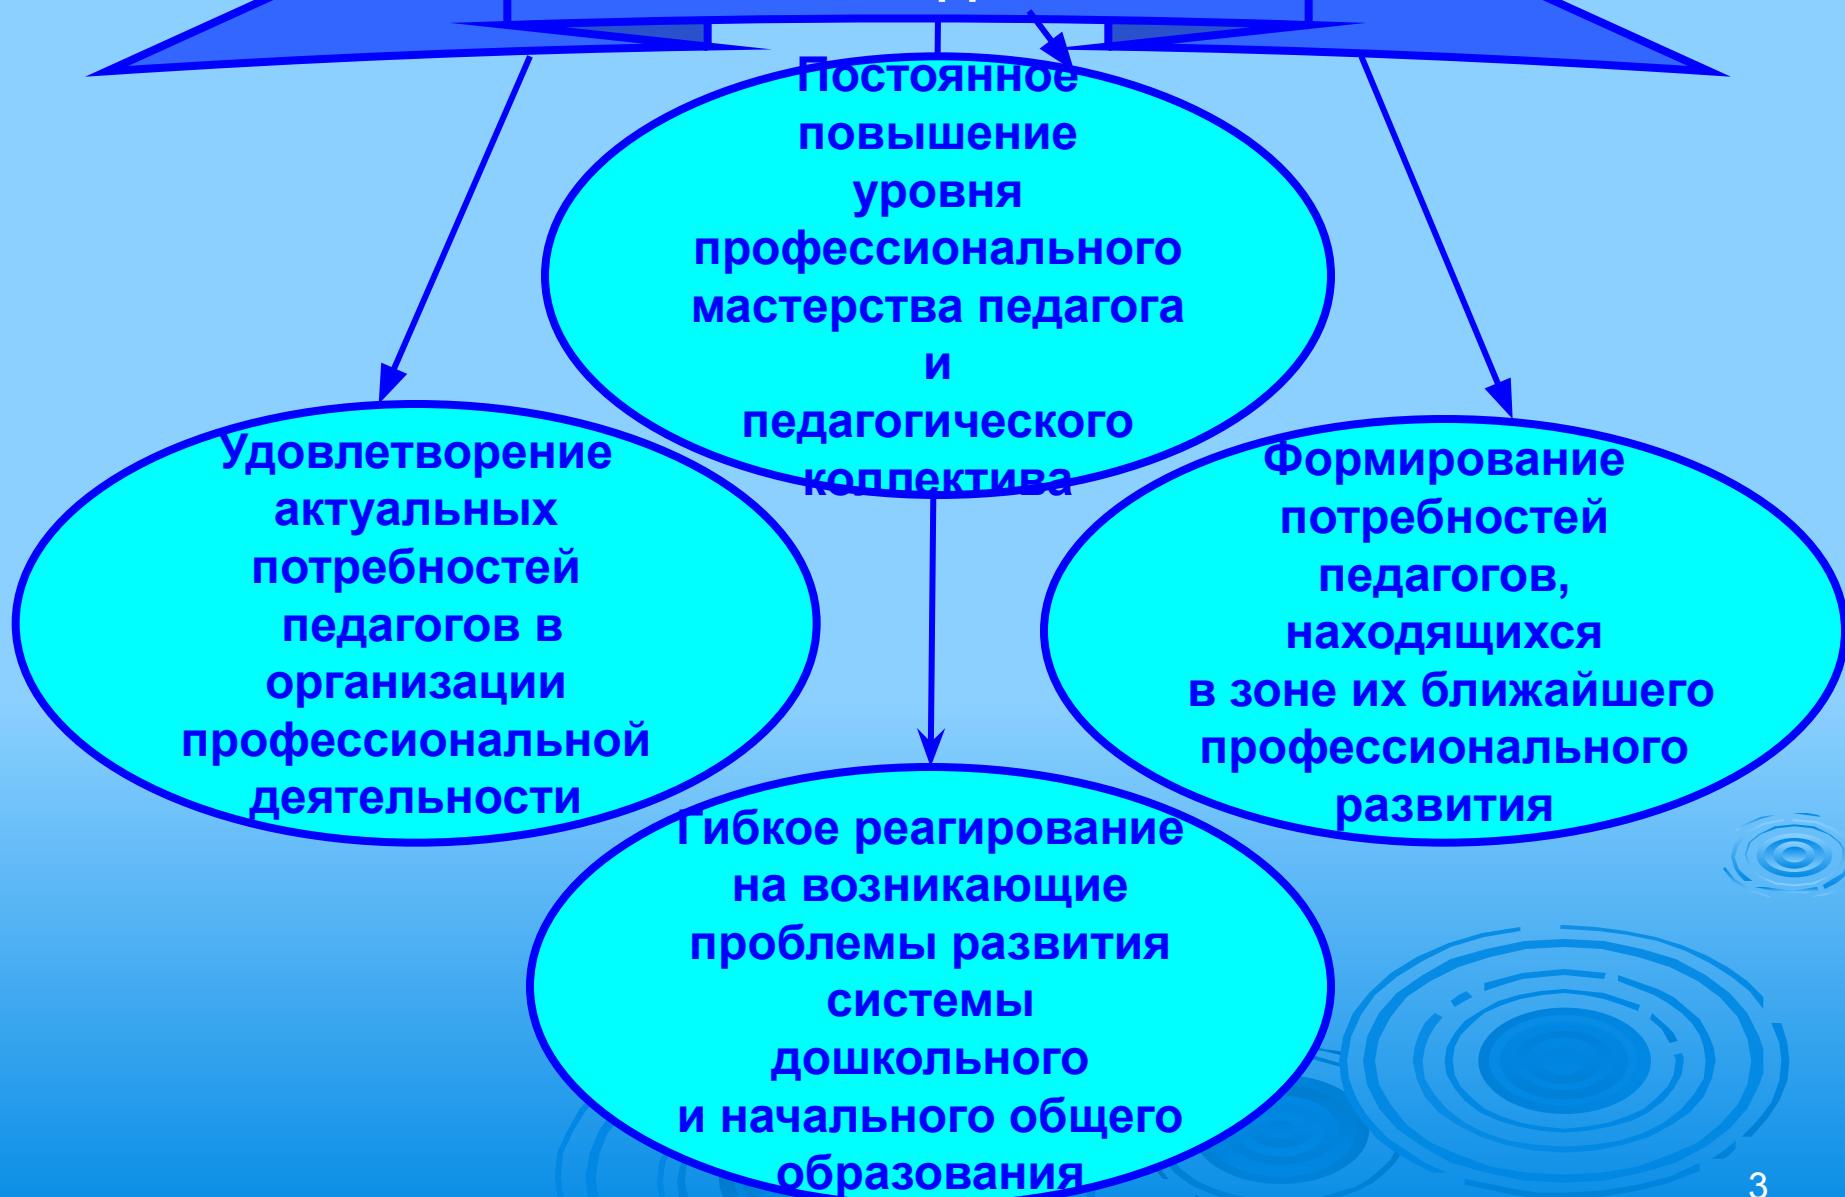 Постоянное
повышение
уровня
профессионального
мастерства педагога
и
педагогического
коллектива
Удовлетворение
актуальных
потребностей
педагогов в
организации
профессиональной
деятельности
Формирование
потребностей
педагогов,
находящихся
в зоне их ближайшего
профессионального
развития
Гибкое реагирование
на возникающие
проблемы развития
системы
дошкольного
и начального общего
образования
3